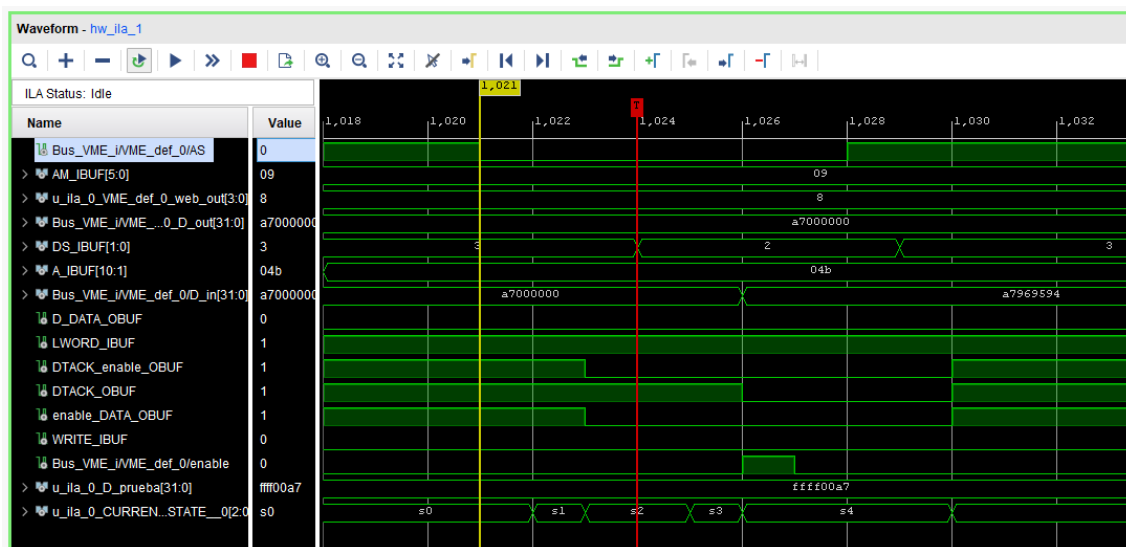 Waveform - hw_ila_1
ILA Status: Idle
1,021
T
Name Value 1,018 1,020 1,022 1,024 1,026 1,028 1,030 1,032
Bus_VME_i/VME_def_0/AS 0
AM_IBUF[5:0] 09 09
u_ila_0_VME_def_0_web_out[3:0] 8 8
Bus_VME_i/VME_...0_D_out[31:0] a7000000 a7000000
DS_IBUF[1:0] 3 3 2 3
A_IBUF[10:1] 04b 04b
Bus_VME_i/VME_def_0/D_in[31:0] a7000000 a7000000 a7969594
D_DATA_OBUF 0
LWORD_IBUF 1
DTACK_enable_OBUF 1
DTACK_OBUF 1
enable_DATA_OBUF 1
WRITE_IBUF 0
Bus_VME_i/VME_def_0/enable 0
u_ila_0_D_prueba[31:0] ffff00a7 ffff00a7
u_ila_0_CURREN...STATE__0[2:0 s0 s0 s1 s2 s3 s4